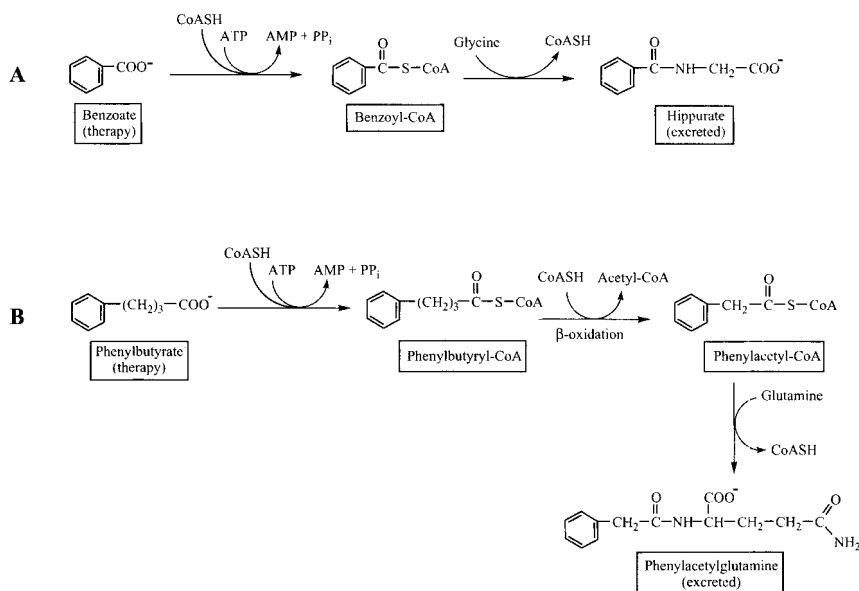 CoASH
ATP
AMP + PPi
Glycine
CoASH
A
COO-
O
C–S–CoA
O
C–NH–CH2–COO-
Benzoate
(therapy)
Benzoyl-CoA
Hippurate
(excreted)
CoASH
ATP
AMP + PPi
CoASH
Acetyl-CoA
B
(CH2)3–COO-
O
(CH2)3–C–S–CoA
β-oxidation
O
CH2–C–S–CoA
Phenylbutyrate
(therapy)
Phenylbutyryl-CoA
Phenylacetyl-CoA
Glutamine
CoASH
O
COO-
O
CH2–C–NH–CH–CH2–CH2–C
NH2
Phenylacetylglutamine
(excreted)